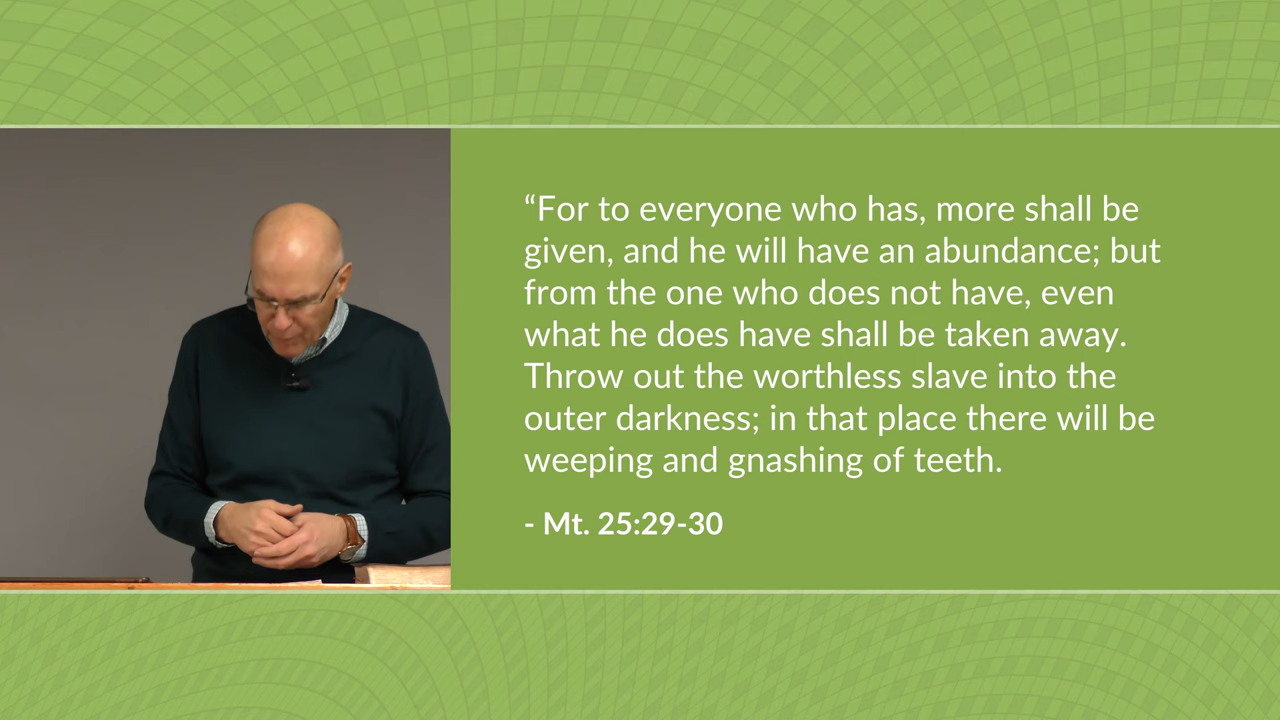 “For to everyone who has, more shall be
given, and he will have an abundance; but
from the one who does not have, even
what he does have shall be taken away.
Throw out the worthless slave into the
outer darkness; in that place there will be
weeping and gnashing of teeth.
- Mt. 25:29-30